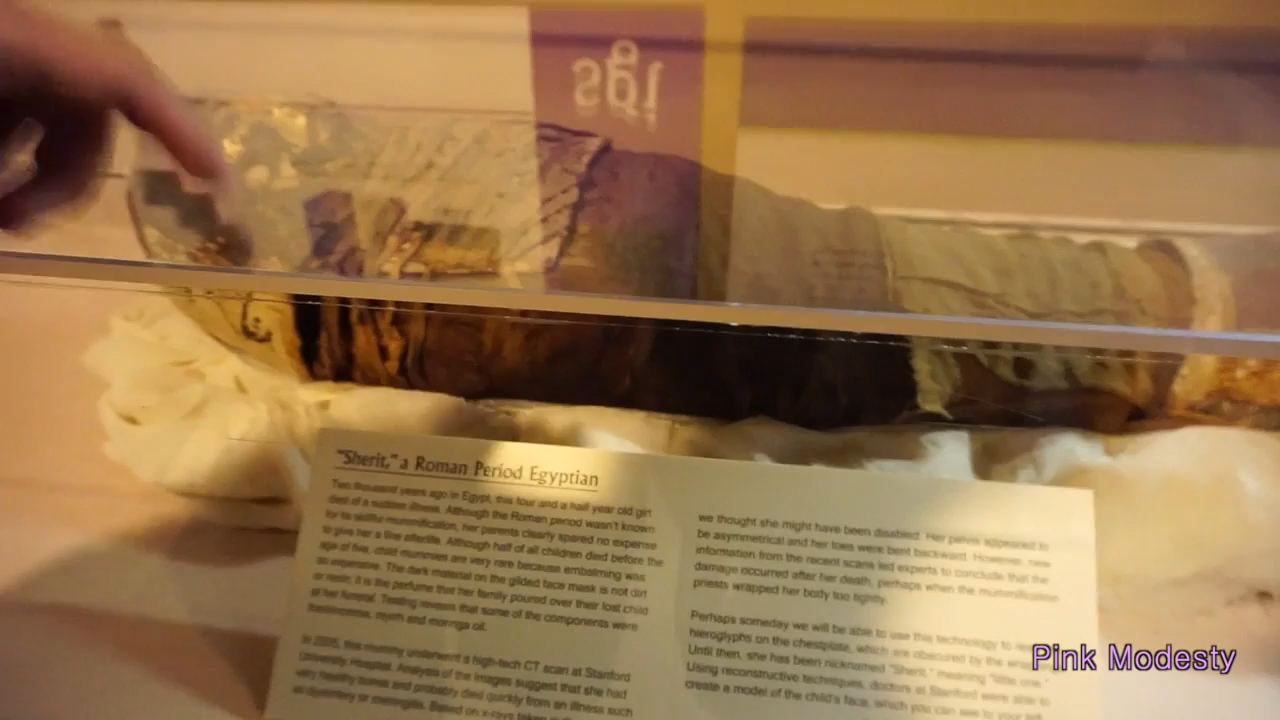 "Sherit," a Roman Period Egyptian
Two thousand years ago in Egypt, this four and a half year old girl
died of a sudden illness. Although the Roman period wasn't known
for its skillful mummification, her parents clearly spared no expense
to give her a fine afterlife. Although half of all children died before the
age of five, child mummies are very rare because embalming was
so expensive. The dark material on the gilded face mask is not dirt
or resin; it is the perfume that her family poured over their lost child
at her funeral. Testing reveals that some of the components were
frankincense, myrrh and moringa oil.
In 2005, this mummy underwent a high-tech CT scan at Stanford
University Hospital. Analysis of the images suggest that she had
very healthy bones and probably died quickly from an illness such
as dysentery or meningitis. Based on x-rays taken
we thought she might have been disabled. Her pelvis appeared to
be asymmetrical and her toes were bent backward. However, new
information from the recent scans led experts to conclude that the
damage occurred after her death, perhaps when the mummification
priests wrapped her body too tightly.
Perhaps someday we will be able to use this technology to
hieroglyphs on the chestplate, which are obscured by the
Until then, she has been nicknamed "Sherit," meaning "little one."
Using reconstructive techniques, doctors at Stanford were able to
create a model of the child's face, which you can see to your
Pink Modesty